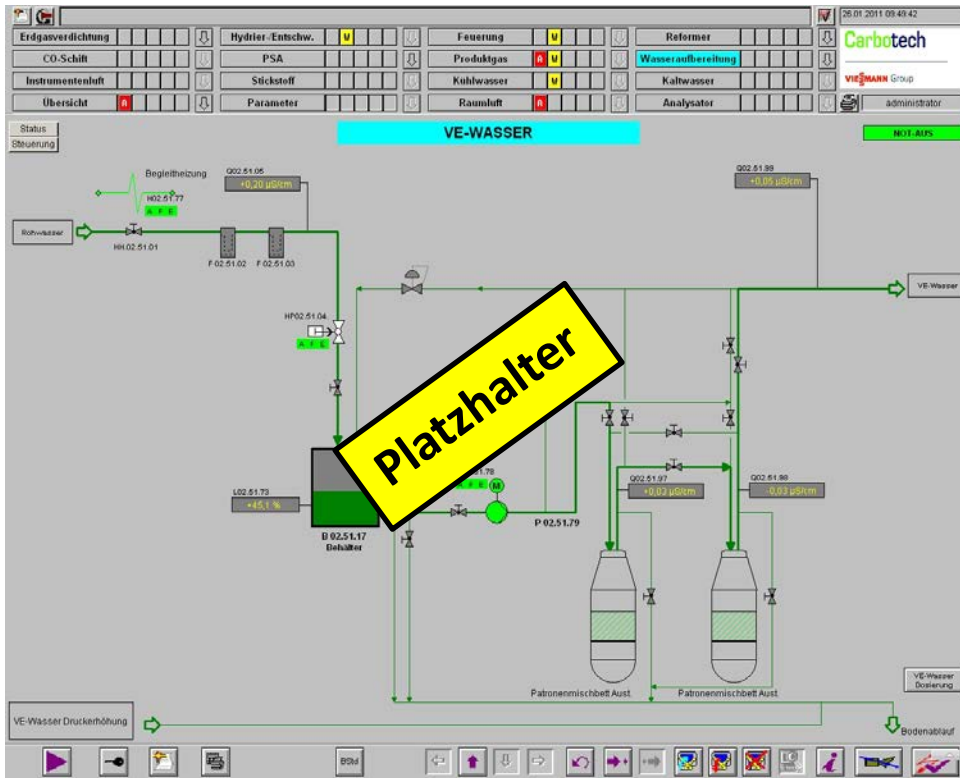 26.01.2011 09:49:42
Erdgasverdichtung
Hydrier-/Entschw.
W
Feuerung
W
Reformer
CO-Schift
PSA
Produktgas
A W
Wasseraufbereitung
Carbotech
Instrumentenluft
Stickstoff
Kühlwasser
W
Kaltwasser
VIESMANN Group
Übersicht
A
Parameter
Raumluft
A
Analysator
administrator
Status
Steuerung
VE-WASSER
NOT-AUS
Begleitheizung
H02.51.77
A F E
Q02.51.05
+0,20 µS/cm
Q02.51.99
+0,05 µS/cm
Rohwasser
HH.02.51.01
F 02.51.02
F 02.51.03
VE-Wasser
HP02.51.04
A F E
Platzhalter
.51.78
A F E
M
L02.51.73
+45,1 %
B 02.51.17
Behälter
P 02.51.79
Q02.51.97
+0,03 µS/cm
Q02.51.98
-0,03 µS/cm
Patronenmischbett Aust.
Patronenmischbett Aust.
VE-Wasser
Dosierung
VE-Wasser Druckerhöhung
Bodenablauf
BStd
i